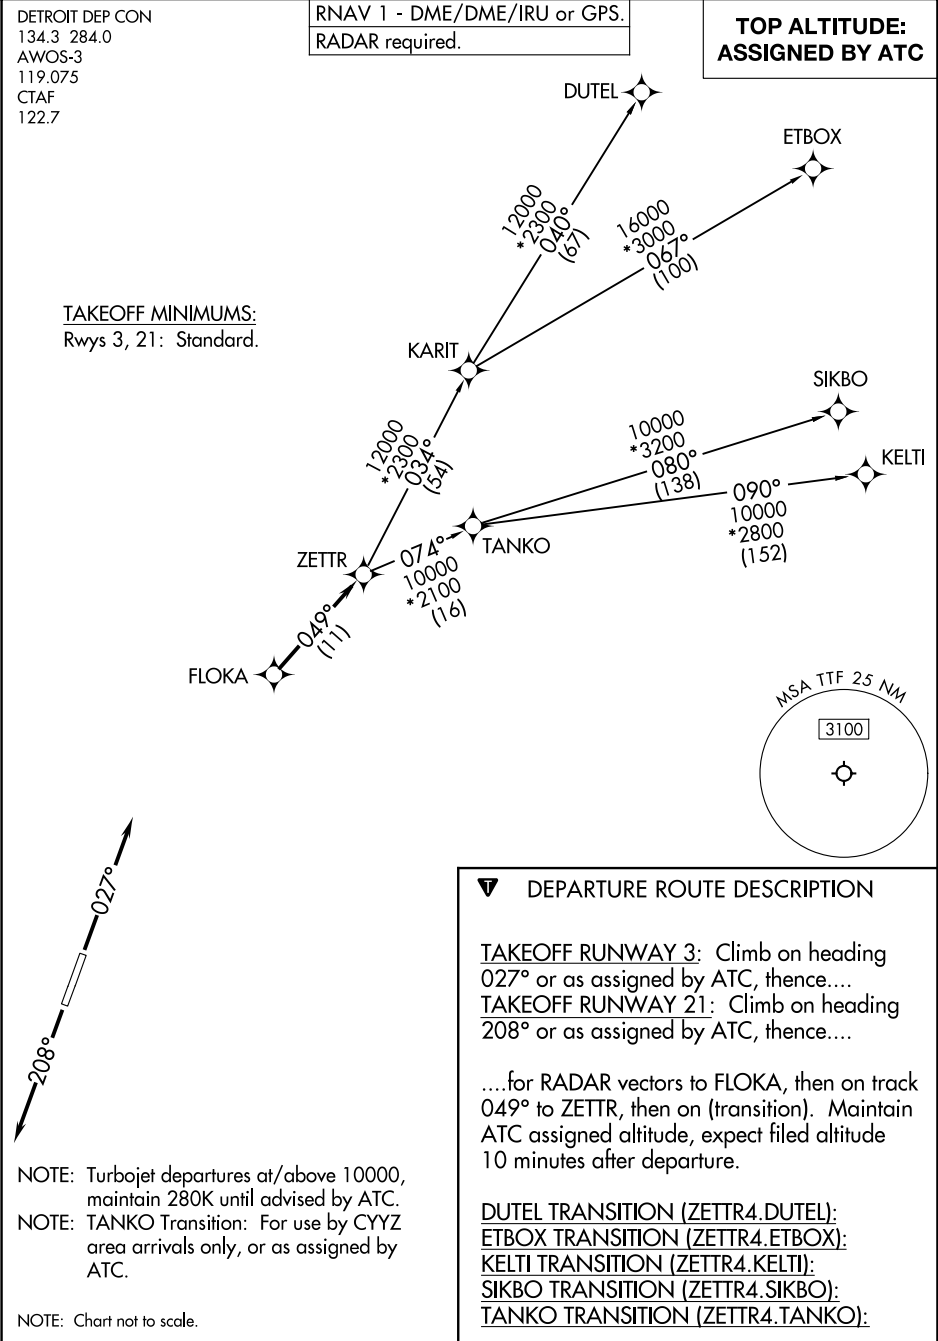 DETROIT DEP CON
134.3 284.0
AWOS-3
119.075
CTAF
122.7
RNAV 1 - DME/DME/IRU or GPS.
RADAR required.
TOP ALTITUDE:
ASSIGNED BY ATC
DUTEL
ETBOX
12000
*2300
040°
(67)
16000
*3000
067°
(100)
TAKEOFF MINIMUMS:
Rwys 3, 21: Standard.
KARIT
SIKBO
12000
*2300
034°
(54)
10000
*3200
080°
(138)
KELTI
090°
10000
*2800
(152)
ZETTR
074°
10000
*2100
(16)
TANKO
049°
(11)
FLOKA
MSA TTF 25 NM
3100
027°
208°
DEPARTURE ROUTE DESCRIPTION
TAKEOFF RUNWAY 3: Climb on heading
027° or as assigned by ATC, thence....
TAKEOFF RUNWAY 21: Climb on heading
208° or as assigned by ATC, thence....
....for RADAR vectors to FLOKA, then on track
049° to ZETTR, then on (transition). Maintain
ATC assigned altitude, expect filed altitude
10 minutes after departure.
DUTEL TRANSITION (ZETTR4.DUTEL):
ETBOX TRANSITION (ZETTR4.ETBOX):
KELTI TRANSITION (ZETTR4.KELTI):
SIKBO TRANSITION (ZETTR4.SIKBO):
TANKO TRANSITION (ZETTR4.TANKO):
NOTE: Turbojet departures at/above 10000,
maintain 280K until advised by ATC.
NOTE: TANKO Transition: For use by CYYZ
area arrivals only, or as assigned by
ATC.
NOTE: Chart not to scale.